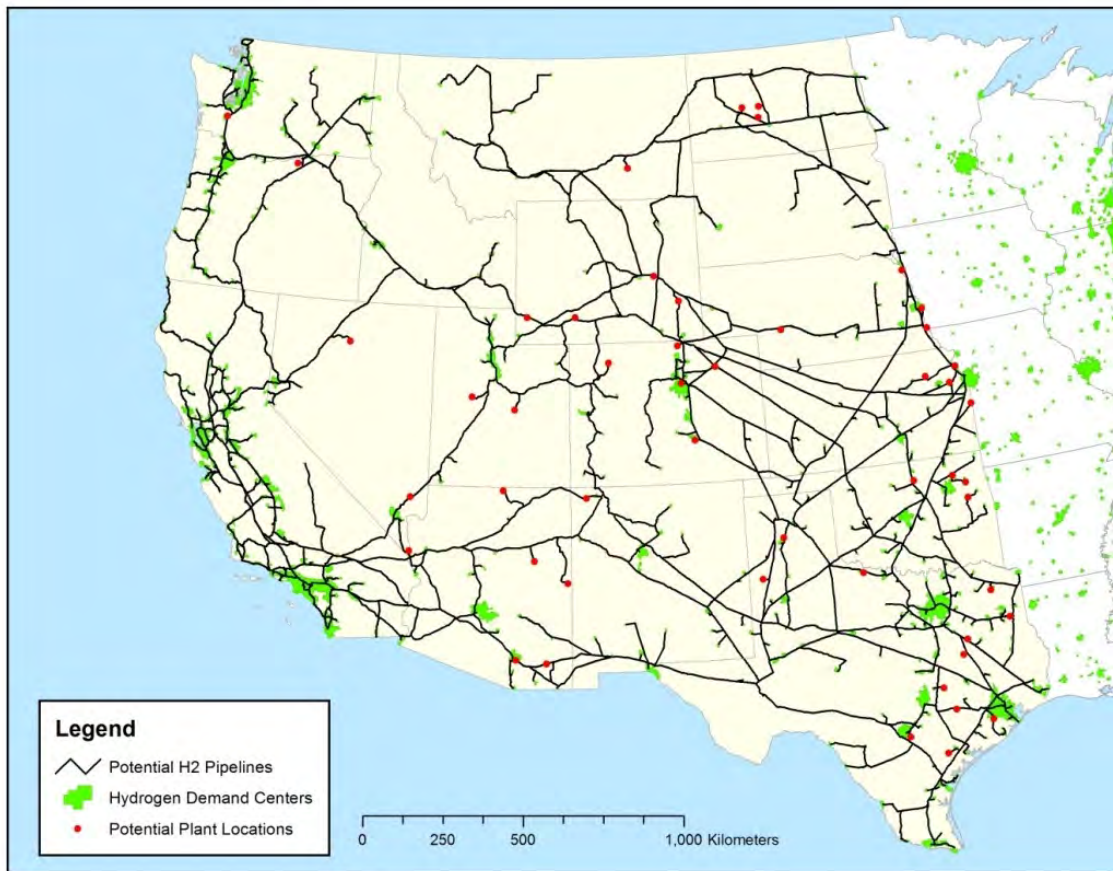 Legend
Potential H2 Pipelines
Hydrogen Demand Centers
Potential Plant Locations
0 250 500 1,000 Kilometers